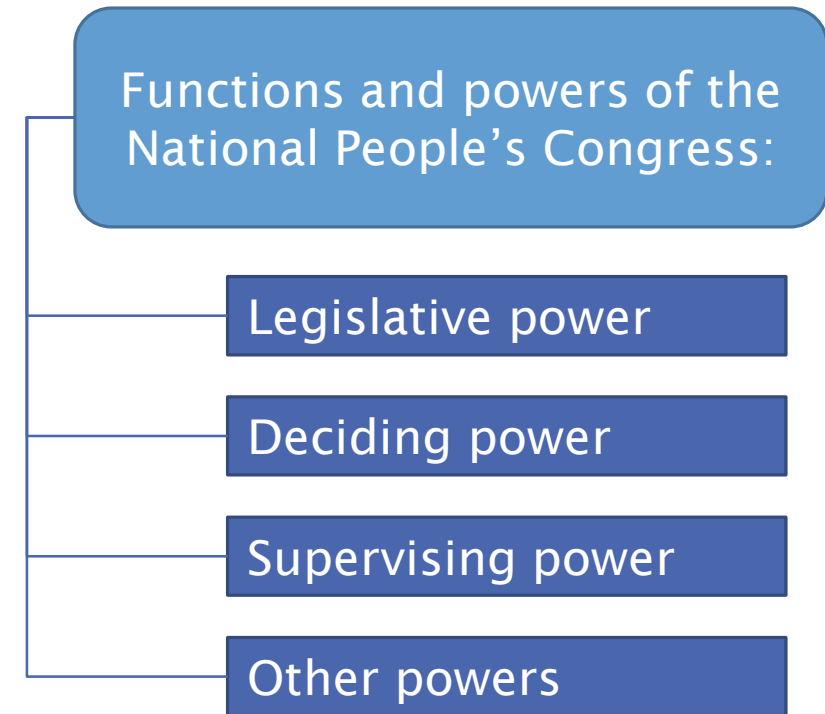 Functions and powers of the
National People’s Congress:
Legislative power
Deciding power
Supervising power
Other powers